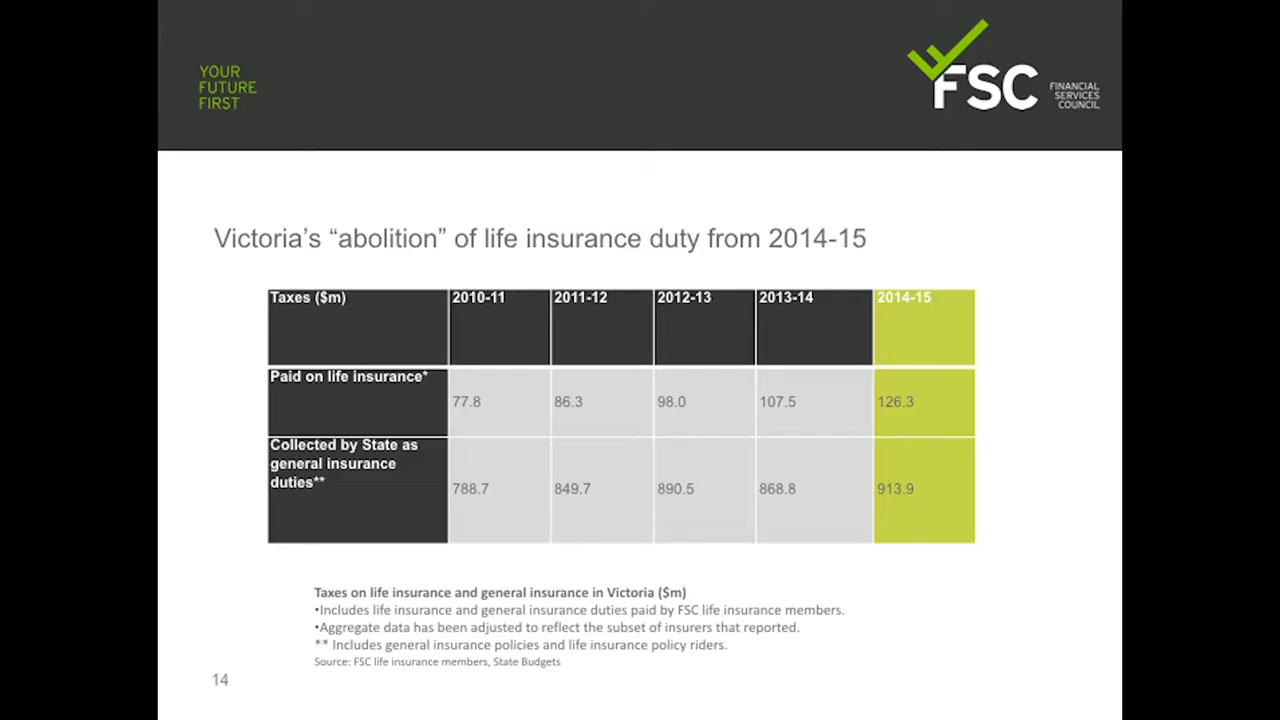 YOUR
FUTURE
FIRST
FSC
FINANCIAL
SERVICES
COUNCIL
Victoria’s “abolition” of life insurance duty from 2014-15
Taxes ($m) 2010-11 2011-12 2012-13 2013-14 2014-15
Paid on life insurance*
77.8 86.3 98.0 107.5 126.3
Collected by State as
general insurance
duties**
788.7 849.7 890.5 868.8 913.9
Taxes on life insurance and general insurance in Victoria ($m)
•Includes life insurance and general insurance duties paid by FSC life insurance members.
•Aggregate data has been adjusted to reflect the subset of insurers that reported.
** Includes general insurance policies and life insurance policy riders.
Source: FSC life insurance members, State Budgets
14